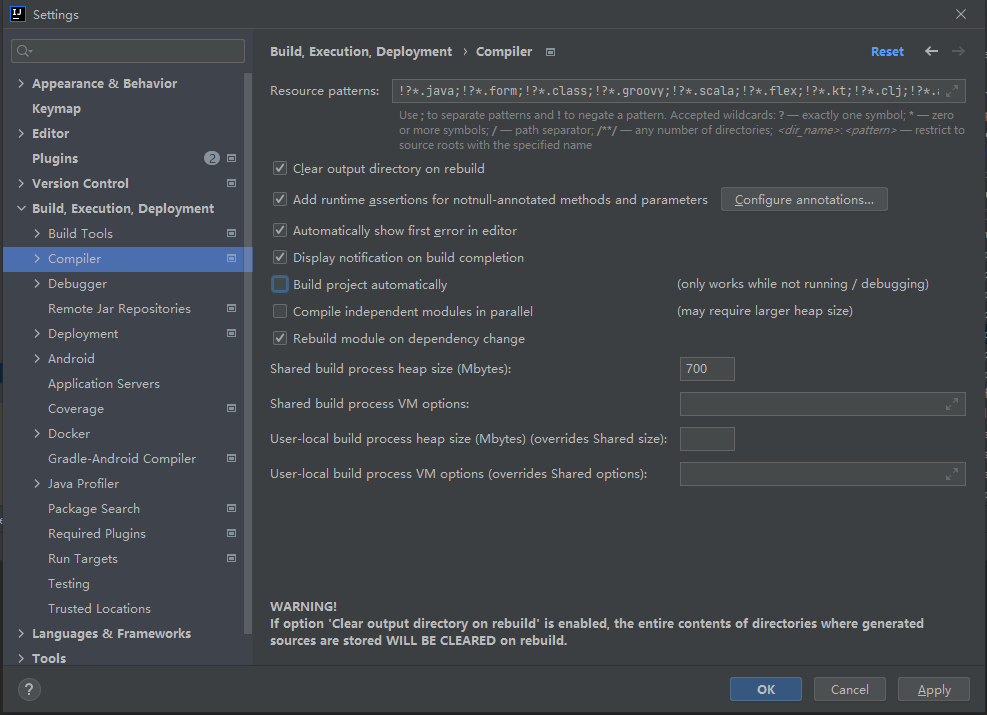 IJ
Settings
Build, Execution, Deployment › Compiler
Reset
Appearance & Behavior
Keymap
Editor
Plugins
2
Version Control
Build, Execution, Deployment
Build Tools
Compiler
Debugger
Remote Jar Repositories
Deployment
Android
Application Servers
Coverage
Docker
Gradle-Android Compiler
Java Profiler
Package Search
Required Plugins
Run Targets
Testing
Trusted Locations
Languages & Frameworks
Tools
Resource patterns: !?*.java;!?*.form;!?*.class;!?*.groovy;!?*.scala;!?*.flex;!?*.kt;!?*.clj;!?*.
Use ; to separate patterns and ! to negate a pattern. Accepted wildcards: ? — exactly one symbol; * — zero
or more symbols; / — path separator; /**/ — any number of directories; <dir_name>:<pattern> — restrict to
source roots with the specified name
Clear output directory on rebuild
Add runtime assertions for notnull-annotated methods and parameters Configure annotations...
Automatically show first error in editor
Display notification on build completion
Build project automatically (only works while not running / debugging)
Compile independent modules in parallel (may require larger heap size)
Rebuild module on dependency change
Shared build process heap size (Mbytes): 700
Shared build process VM options:
User-local build process heap size (Mbytes) (overrides Shared size):
User-local build process VM options (overrides Shared options):
WARNING!
If option 'Clear output directory on rebuild' is enabled, the entire contents of directories where generated
sources are stored WILL BE CLEARED on rebuild.
?
OK Cancel Apply